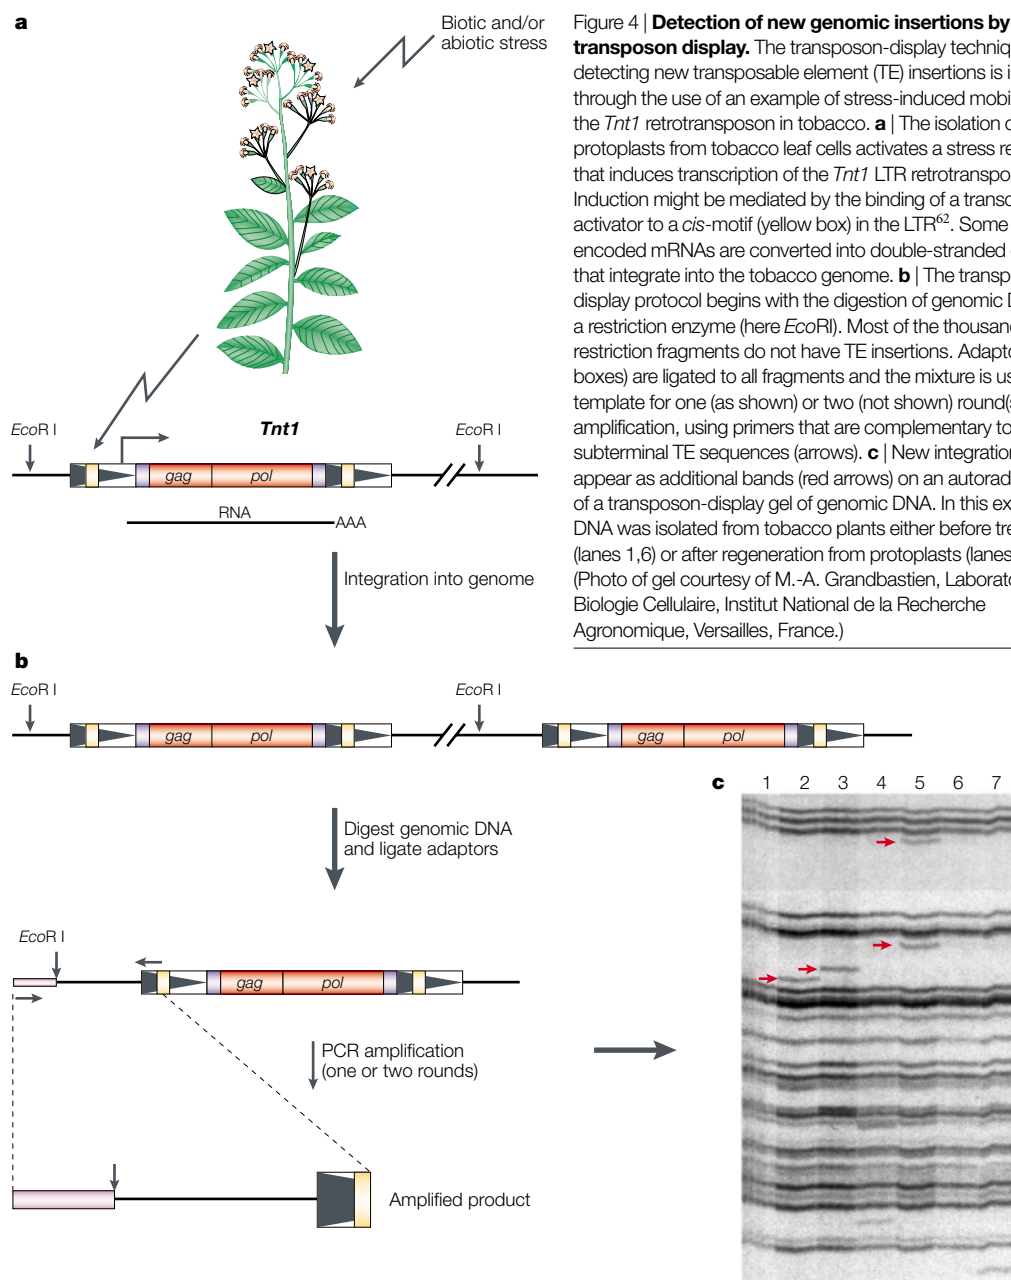 a
Biotic and/or
abiotic stress
EcoR I
Tnt1
EcoR I
gag pol
RNA
AAA
Integration into genome
Figure 4 | Detection of new genomic insertions by
transposon display. The transposon-display techniq
detecting new transposable element (TE) insertions is i
through the use of an example of stress-induced mobi
the Tnt1 retrotransposon in tobacco. a | The isolation o
protoplasts from tobacco leaf cells activates a stress re
that induces transcription of the Tnt1 LTR retrotranspo
Induction might be mediated by the binding of a transc
activator to a cis-motif (yellow box) in the LTR62. Some
encoded mRNAs are converted into double-stranded
that integrate into the tobacco genome. b | The transp
display protocol begins with the digestion of genomic D
a restriction enzyme (here EcoRI). Most of the thousan
restriction fragments do not have TE insertions. Adapto
boxes) are ligated to all fragments and the mixture is us
template for one (as shown) or two (not shown) round(s
amplification, using primers that are complementary to
subterminal TE sequences (arrows). c | New integration
appear as additional bands (red arrows) on an autorad
of a transposon-display gel of genomic DNA. In this ex
DNA was isolated from tobacco plants either before tre
(lanes 1,6) or after regeneration from protoplasts (lanes
(Photo of gel courtesy of M.-A. Grandbastien, Laborato
Biologie Cellulaire, Institut National de la Recherche
Agronomique, Versailles, France.)
b
EcoR I
EcoR I
gag pol
gag pol
Digest genomic DNA
and ligate adaptors
EcoR I
gag pol
PCR amplification
(one or two rounds)
Amplified product
c 1 2 3 4 5 6 7